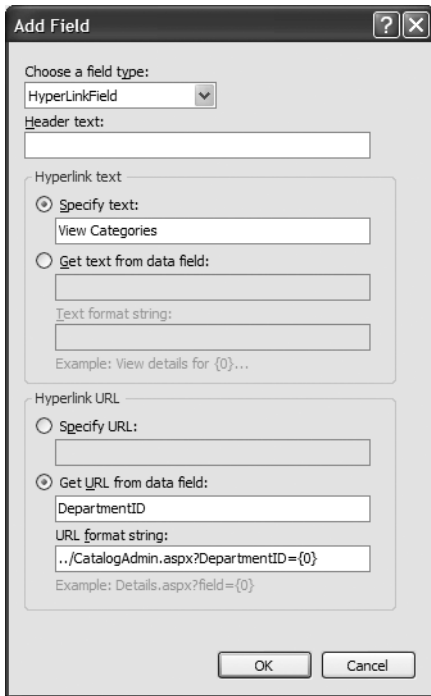 Add Field
Choose a field type:
HyperLinkField
Header text:
Hyperlink text
Specify text:
View Categories
Get text from data field:
Text format string:
Example: View details for {0}...
Hyperlink URL
Specify URL:
Get URL from data field:
DepartmentID
URL format string:
../CatalogAdmin.aspx?DepartmentID={0}
Example: Details.aspx?field={0}
OK Cancel